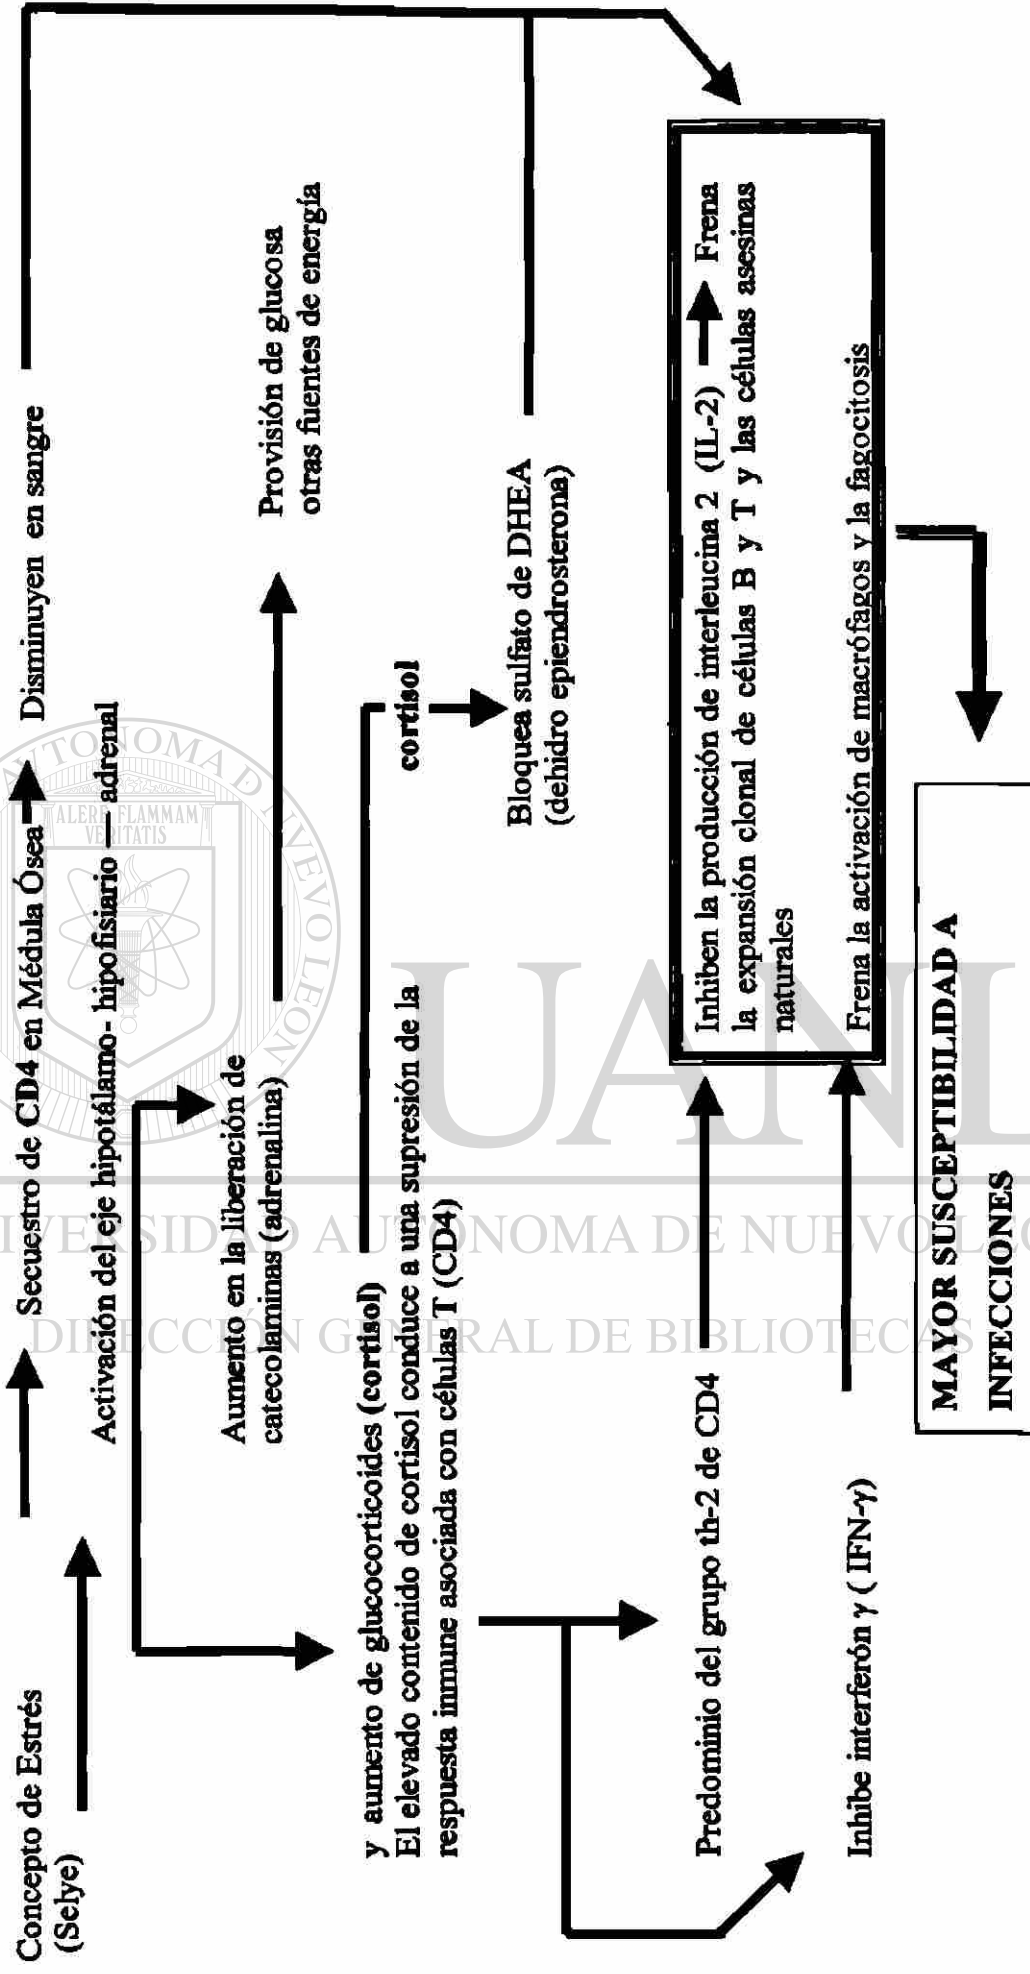 Concepto de Estrés
(Selye)
Secuestro de CD4 en Médula Ósea
Disminuyen en sangre
Activación del eje hipotálamo- hipofisiario — adrenal
Aumento en la liberación de
catecolaminas (adrenalina)
Provisión de glucosa
otras fuentes de energía
y aumento de glucocorticoides (cortisol)
El elevado contenido de cortisol conduce a una supresión de la
respuesta inmune asociada con células T (CD4)
cortisol
Bloquea sulfato de DHEA
(dehidro epiendrosterona)
Predominio del grupo th-2 de CD4
Inhibe interferón γ ( IFN-γ)
Inhiben la producción de interleucina 2 (IL-2) Frena
la expansión clonal de células B y T y las células asesinas
naturales
Frena la activación de macrófagos y la fagocitosis
MAYOR SUSCEPTIBILIDAD A
INFECCIONES
ALERE FLAMMAM
VERITATIS
UANL
DIRECCIÓN GENERAL DE BIBLIOTECAS